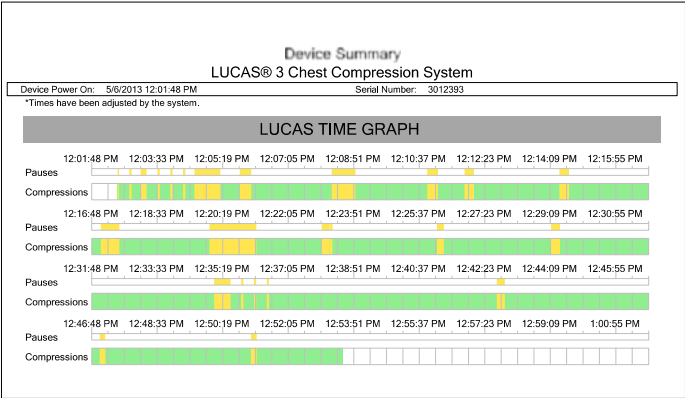 Device Summary
LUCAS® 3 Chest Compression System
Device Power On: 5/6/2013 12:01:48 PM Serial Number: 3012393
*Times have been adjusted by the system.
LUCAS TIME GRAPH
12:01:48 PM 12:03:33 PM 12:05:19 PM 12:07:05 PM 12:08:51 PM 12:10:37 PM 12:12:23 PM 12:14:09 PM 12:15:55 PM
Pauses
Compressions
12:16:48 PM 12:18:33 PM 12:20:19 PM 12:22:05 PM 12:23:51 PM 12:25:37 PM 12:27:23 PM 12:29:09 PM 12:30:55 PM
Pauses
Compressions
12:31:48 PM 12:33:33 PM 12:35:19 PM 12:37:05 PM 12:38:51 PM 12:40:37 PM 12:42:23 PM 12:44:09 PM 12:45:55 PM
Pauses
Compressions
12:46:48 PM 12:48:33 PM 12:50:19 PM 12:52:05 PM 12:53:51 PM 12:55:37 PM 12:57:23 PM 12:59:09 PM 1:00:55 PM
Pauses
Compressions